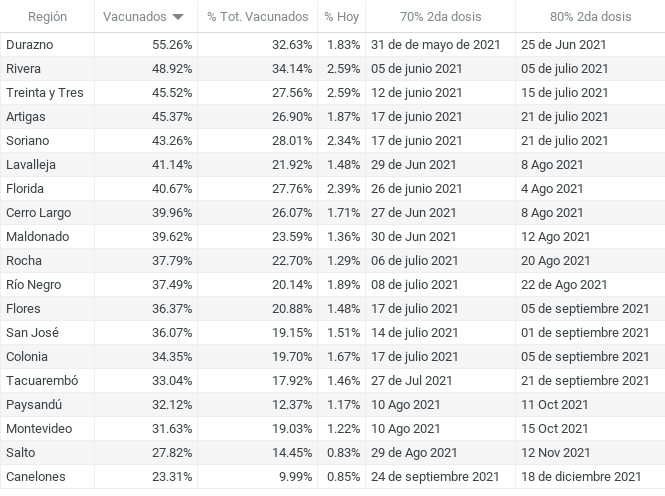 Región Vacunados % Tot. Vacunados % Hoy 70% 2da dosis 80% 2da dosis
Durazno 55.26% 32.63% 1.83% 31 de de mayo de 2021 25 de Jun 2021
Rivera 48.92% 34.14% 2.59% 05 de junio 2021 05 de julio 2021
Treinta y Tres 45.52% 27.56% 2.59% 12 de junio 2021 15 de julio 2021
Artigas 45.37% 26.90% 1.87% 17 de junio 2021 21 de julio 2021
Soriano 43.26% 28.01% 2.34% 17 de junio 2021 21 de julio 2021
Lavalleja 41.14% 21.92% 1.48% 29 de Jun 2021 8 Ago 2021
Florida 40.67% 27.76% 2.39% 26 de junio 2021 4 Ago 2021
Cerro Largo 39.96% 26.07% 1.71% 27 de Jun 2021 8 Ago 2021
Maldonado 39.62% 23.59% 1.36% 30 de Jun 2021 12 Ago 2021
Rocha 37.79% 22.70% 1.29% 06 de julio 2021 20 Ago 2021
Río Negro 37.49% 20.14% 1.89% 08 de julio 2021 22 de Ago 2021
Flores 36.37% 20.88% 1.48% 17 de julio 2021 05 de septiembre 2021
San José 36.07% 19.15% 1.51% 14 de julio 2021 01 de septiembre 2021
Colonia 34.35% 19.70% 1.67% 17 de julio 2021 05 de septiembre 2021
Tacuarembó 33.04% 17.92% 1.46% 27 de Jul 2021 21 de septiembre 2021
Paysandú 32.12% 12.37% 1.17% 10 Ago 2021 11 Oct 2021
Montevideo 31.63% 19.03% 1.22% 10 Ago 2021 15 Oct 2021
Salto 27.82% 14.45% 0.83% 29 de Ago 2021 12 Nov 2021
Canelones 23.31% 9.99% 0.85% 24 de septiembre 2021 18 de diciembre 2021